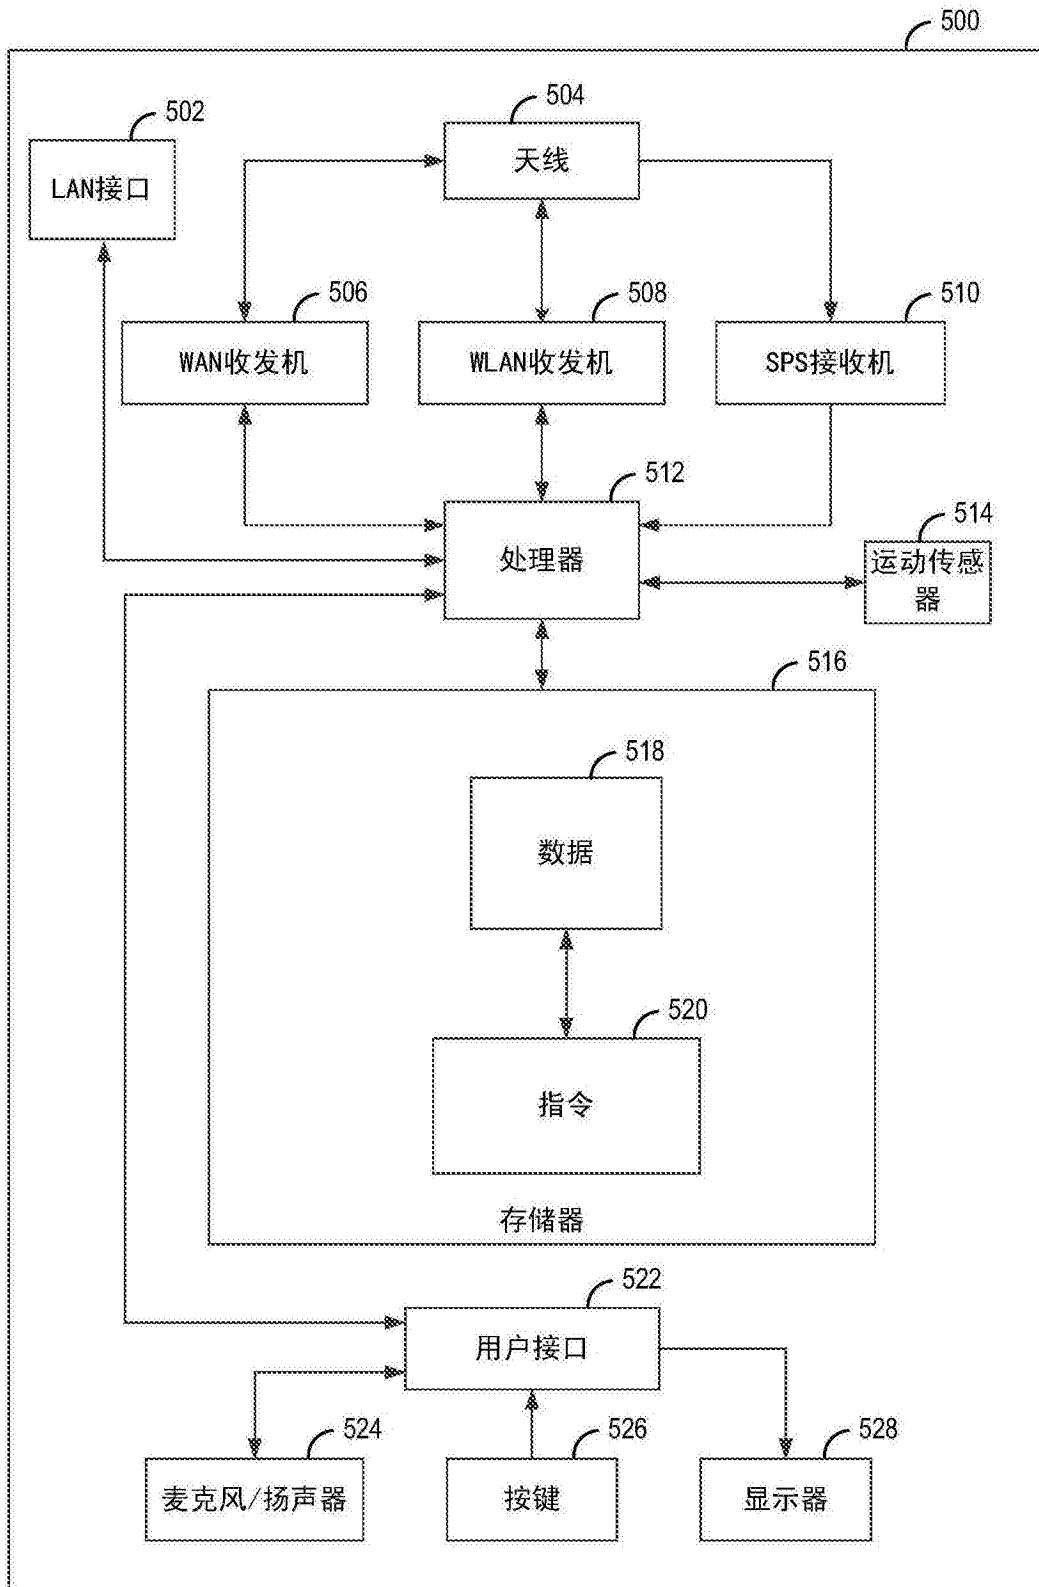 500
502
LAN接口
504
天线
506
WAN收发机
508
WLAN收发机
510
SPS接收机
512
处理器
514
运动传感
器
516
518
数据
520
指令
存储器
522
用户接口
524
麦克风/扬声器
526
按键
528
显示器